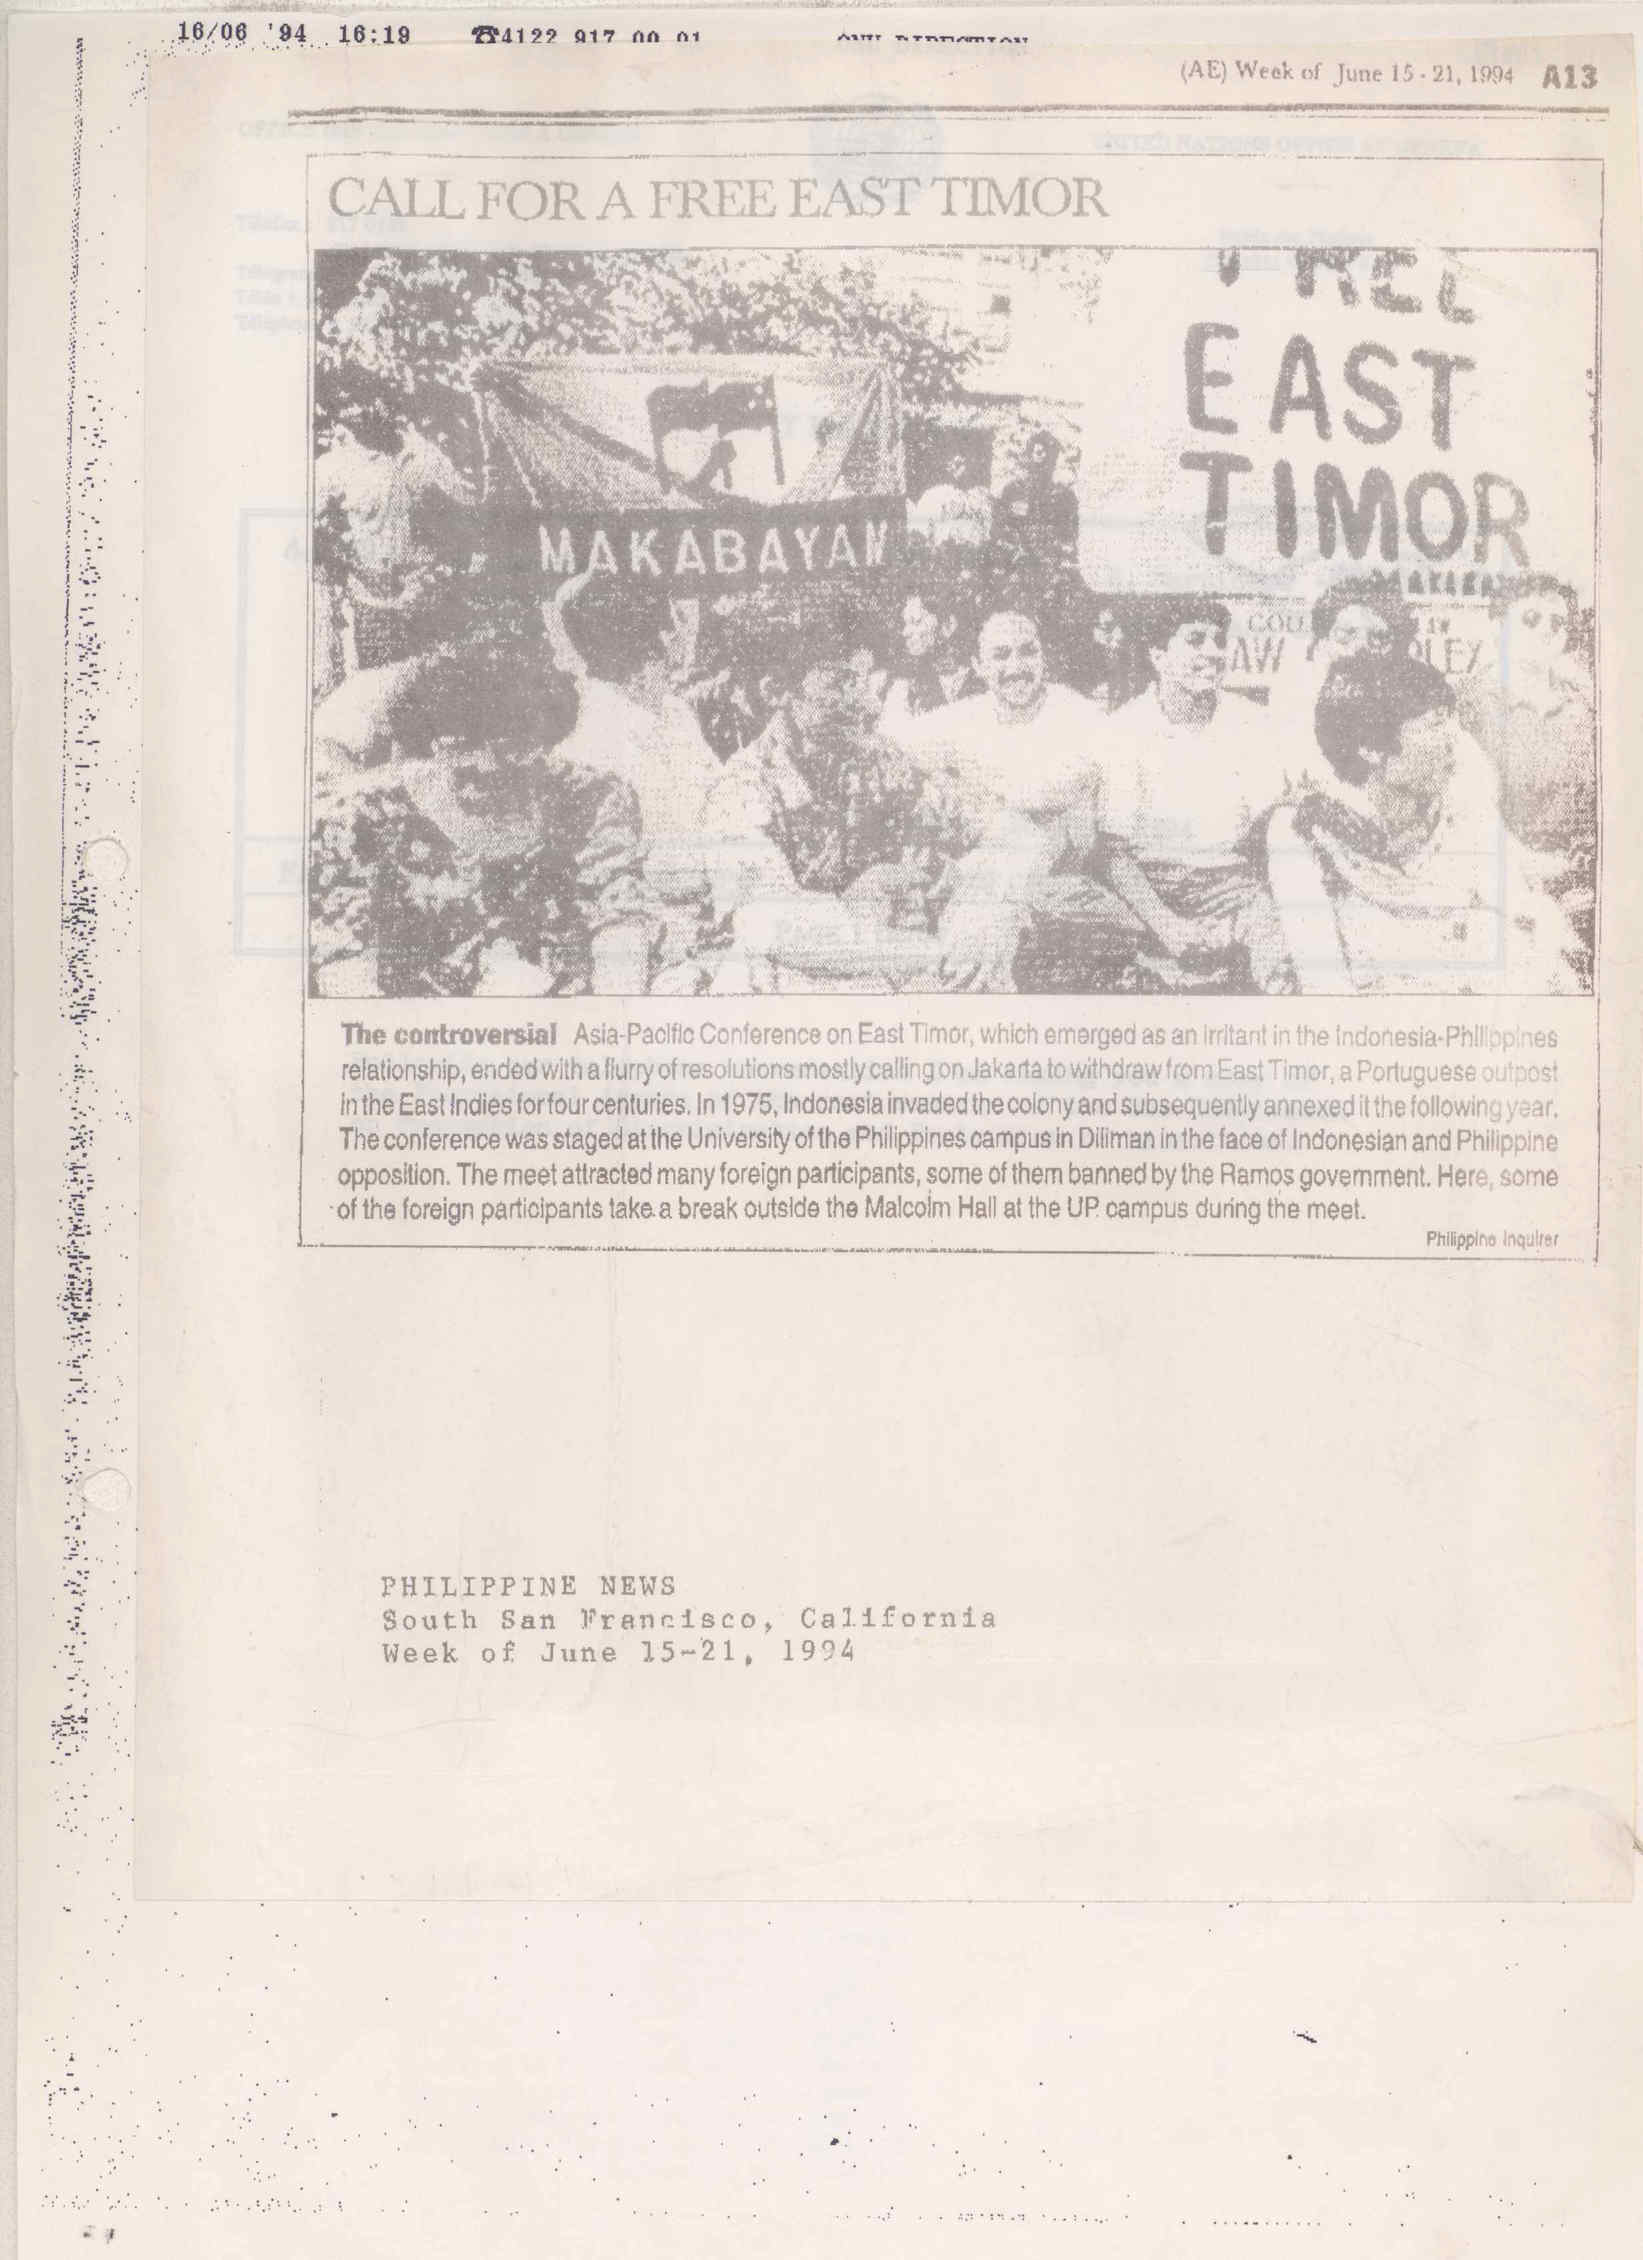 16/06 '94 16:19 ☎4122 917 00 01
(AE) Week of June 15 - 21, 1994 A13
CALL FOR A FREE EAST TIMOR
FREE
EAST
TIMOR
MAKABAYAN
The controversial Asia-Pacific Conference on East Timor, which emerged as an irritant in the Indonesia-Philippines
relationship, ended with a flurry of resolutions mostly calling on Jakarta to withdraw from East Timor, a Portuguese outpost
in the East Indies for four centuries. In 1975, Indonesia invaded the colony and subsequently annexed it the following year.
The conference was staged at the University of the Philippines campus in Diliman in the face of Indonesian and Philippine
opposition. The meet attracted many foreign participants, some of them banned by the Ramos government. Here, some
of the foreign participants take a break outside the Malcolm Hall at the UP campus during the meet.
Philippine Inquirer
PHILIPPINE NEWS
South San Francisco, California
Week of June 15-21, 1994